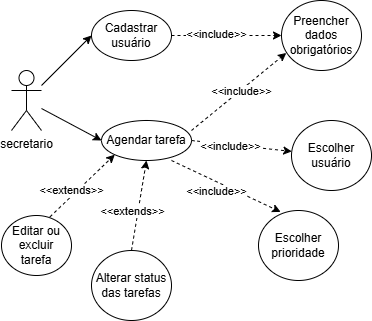 Cadastrar
usuário
<<include>>
Preencher
dados
obrigatórios
<<include>>
secretario
Agendar tarefa
<<include>>
Escolher
usuário
<<extends>>
<<include>>
<<extends>>
Editar ou
excluir
tarefa
Escolher
prioridade
Alterar status
das tarefas